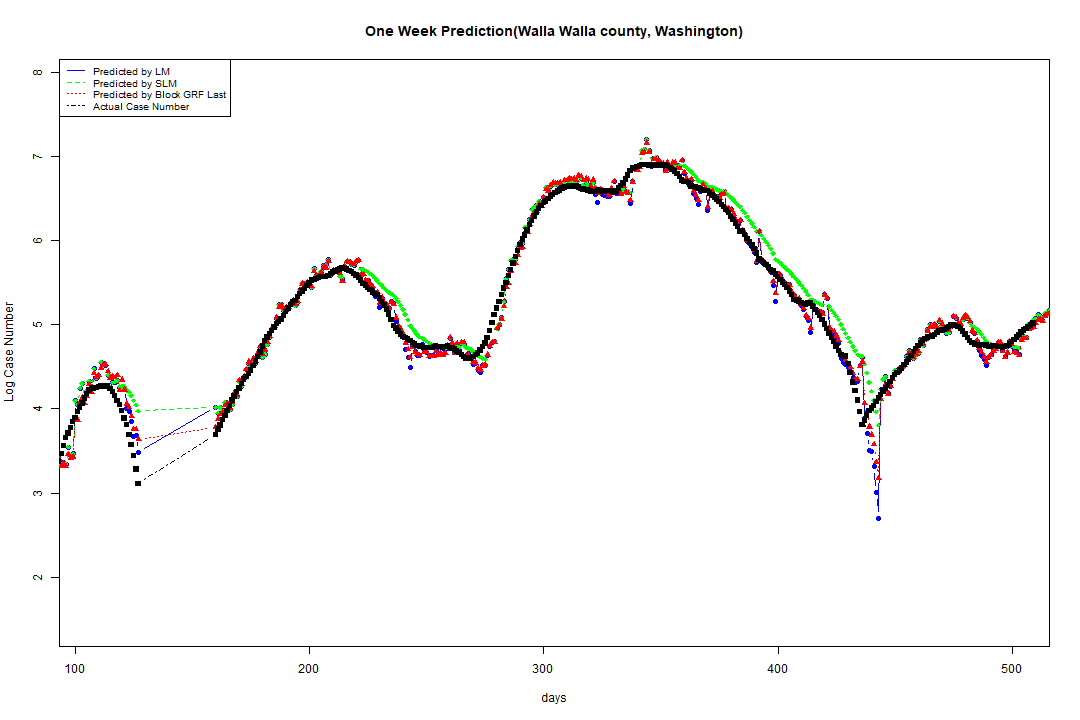 One Week Prediction(Walla Walla county, Washington)
Predicted by LM
Predicted by SLM
Predicted by Block GRF Last
Actual Case Number
8
7
6
5
4
3
2
Log Case Number
100 200 300 400 500
days